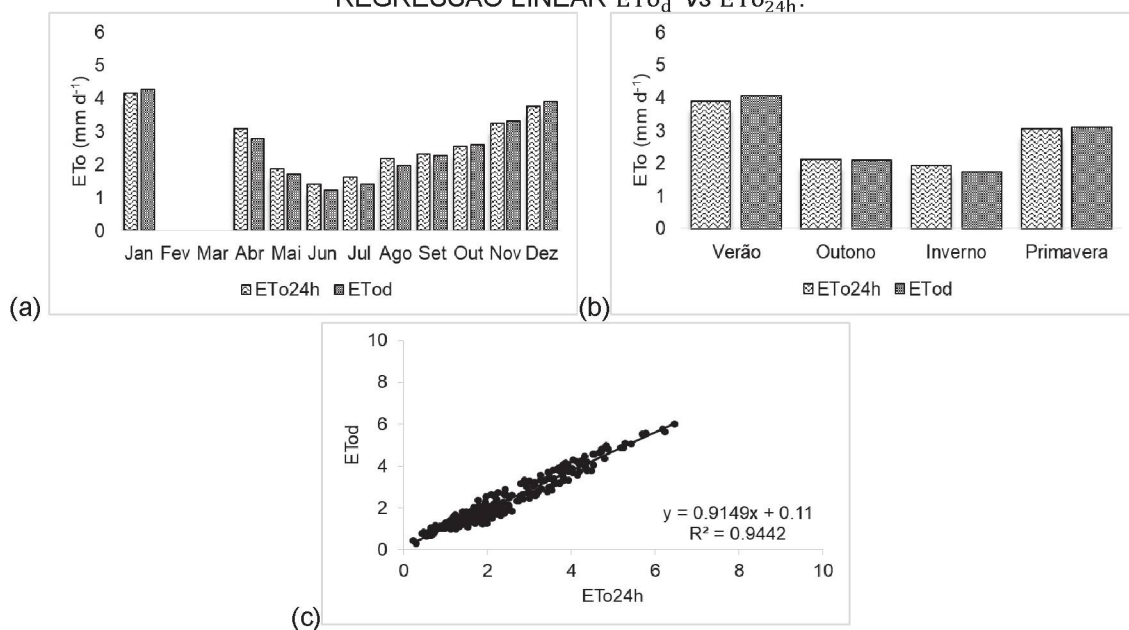 REGRESSÃO LINEAR ETo_d vs ETo_24h.
6
5
4
3
2
1
0
ETo (mm d⁻¹)
Jan Fev Mar Abr Mai Jun Jul Ago Set Out Nov Dez
ETo24h ETod
(a)
6
5
4
3
2
1
0
ETo (mm d⁻¹)
Verão Outono Inverno Primavera
ETo24h ETod
(b)
10
8
6
4
2
0
ETod
y = 0.9149x + 0.11
R² = 0.9442
0 2 4 6 8 10
ETo24h
(c)